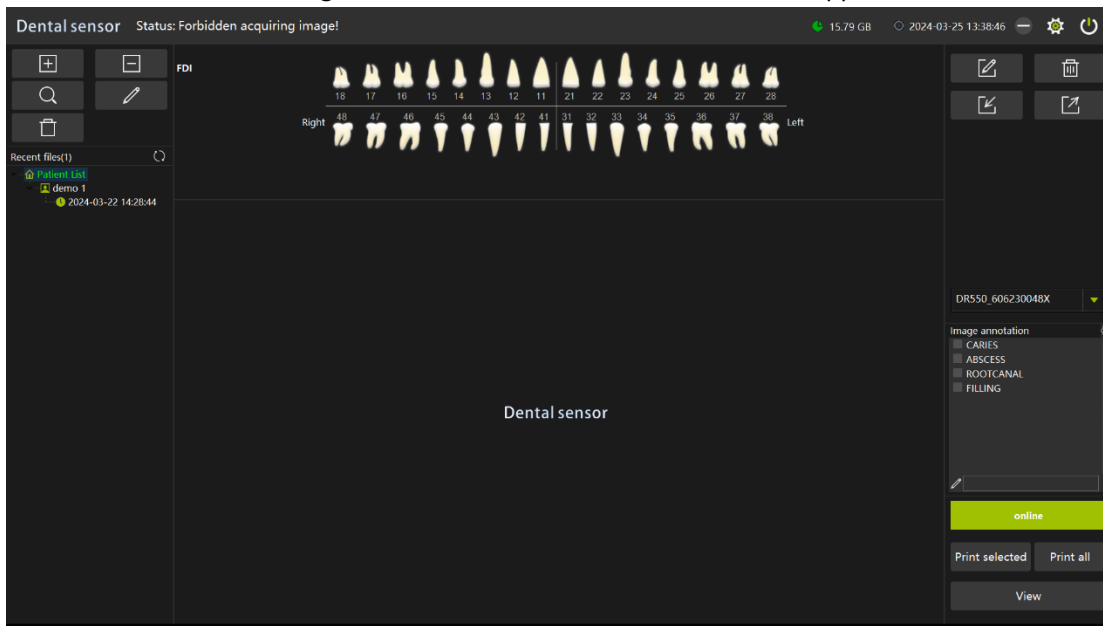 Dental sensor Status: Forbidden acquiring image! 15.79 GB 2024-03-25 13:38:46
FDI
18 17 16 15 14 13 12 11 21 22 23 24 25 26 27 28
Right 48 47 46 45 44 43 42 41 31 32 33 34 35 36 37 38 Left
Recent files(1)
Patient List
demo 1
2024-03-22 14:28:44
Dental sensor
DR550_606230048X
Image annotation
CARIES
ABSCESS
ROOTCANAL
FILLING
online
Print selected Print all
View